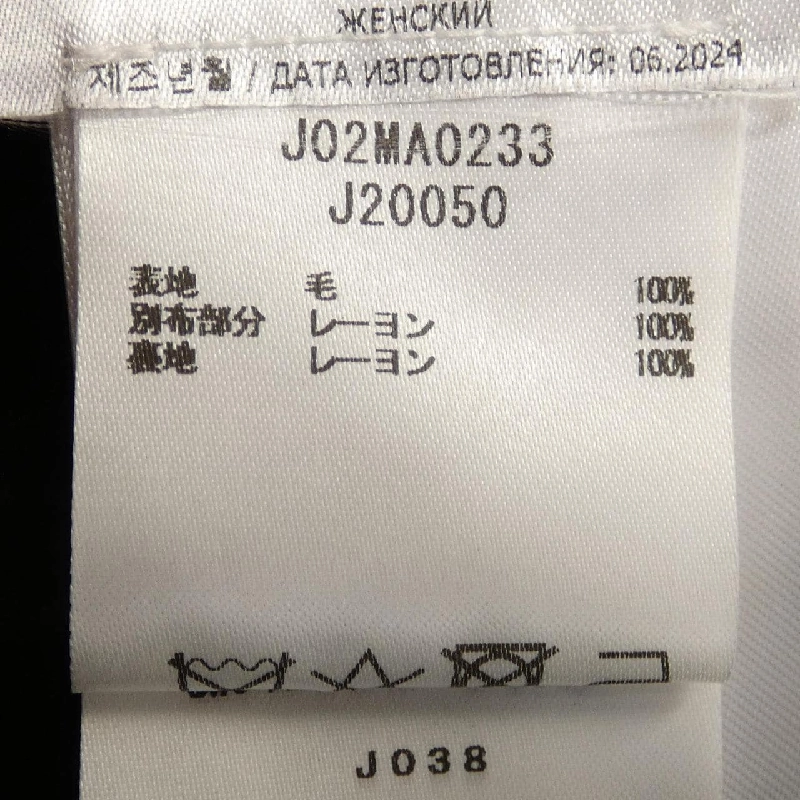 ЖЕНСКИЙ
제조년월 / ДАТА ИЗГОТОВЛЕНИЯ: 06.2024
J02MA0233
J20050
表地 毛 100%
別布部分 レーヨン 100%
裏地 レーヨン 100%
J038